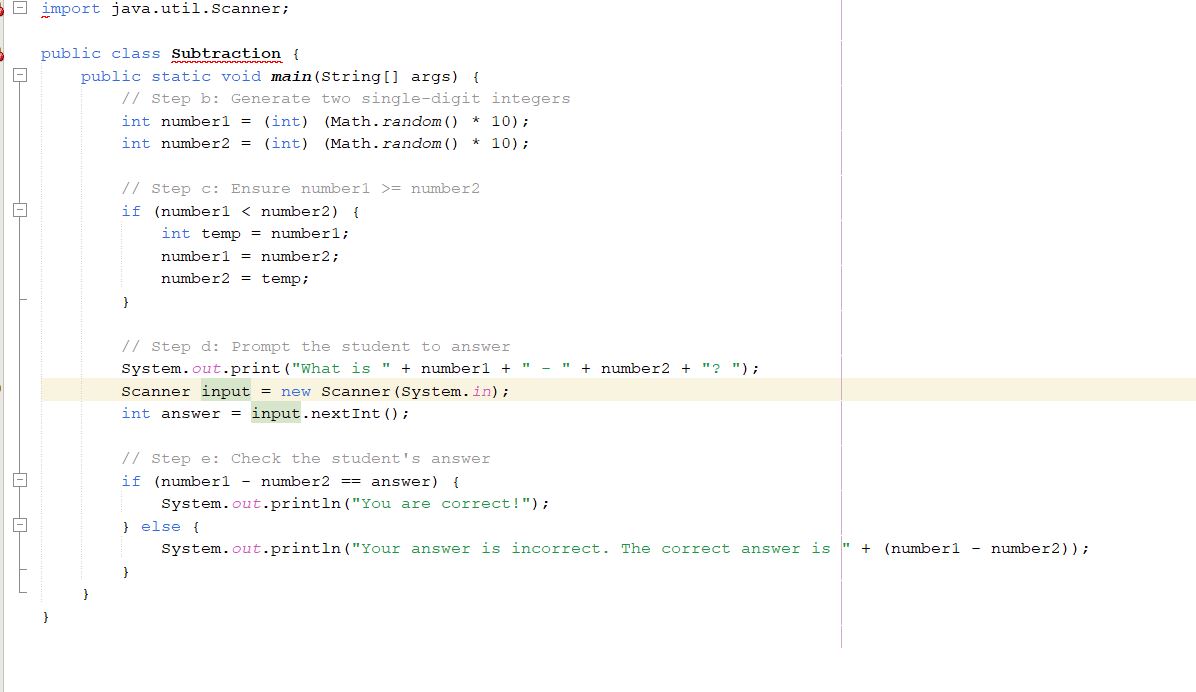 import java.util.Scanner;
public class Subtraction {
public static void main(String[] args) {
// Step b: Generate two single-digit integers
int number1 = (int) (Math.random() * 10);
int number2 = (int) (Math.random() * 10);
// Step c: Ensure number1 >= number2
if (number1 < number2) {
int temp = number1;
number1 = number2;
number2 = temp;
}
// Step d: Prompt the student to answer
System.out.print("What is " + number1 + " - " + number2 + "? ");
Scanner input = new Scanner(System.in);
int answer = input.nextInt();
// Step e: Check the student's answer
if (number1 - number2 == answer) {
System.out.println("You are correct!");
} else {
System.out.println("Your answer is incorrect. The correct answer is " + (number1 - number2));
}
}
}